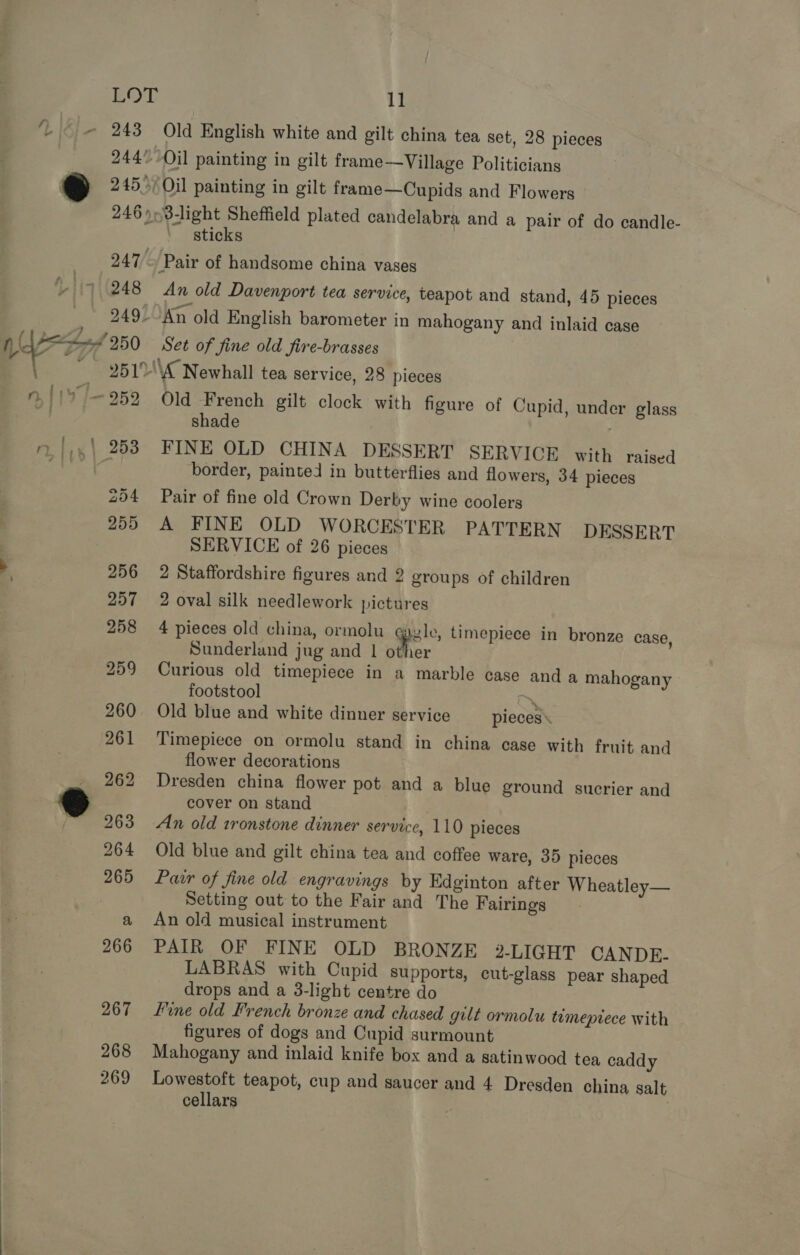 LOT 11
243 Old English white and gilt china tea set, 28 pieces
244 Oil painting in gilt frame—Village Politicians
245 Oil painting in gilt frame—Cupids and Flowers
246 3-light Sheffield plated candelabra and a pair of do candle-
sticks
247 Pair of handsome china vases
248 An old Davenport tea service, teapot and stand, 45 pieces
249 An old English barometer in mahogany and inlaid case
250 Set of fine old fire-brasses
251 A Newhall tea service, 28 pieces
252 Old French gilt clock with figure of Cupid, under glass
shade
253 FINE OLD CHINA DESSERT SERVICE with raised
border, painted in butterflies and flowers, 34 pieces
254 Pair of fine old Crown Derby wine coolers
255 A FINE OLD WORCESTER PATTERN DESSERT
SERVICE of 26 pieces
256 2 Staffordshire figures and 2 groups of children
257 2 oval silk needlework pictures
258 4 pieces old china, ormolu timepiece in bronze case,
Sunderland jug and 1 other
259 Curious old timepiece in a marble case and a mahogany
footstool
260 Old blue and white dinner service pieces
261 Timepiece on ormolu stand in china case with fruit and
flower decorations
262 Dresden china flower pot and a blue ground sucrier and
cover on stand
263 An old ironstone dinner service, 110 pieces
264 Old blue and gilt china tea and coffee ware, 35 pieces
265 Pair of fine old engravings by Edginton after Wheatley—
Setting out to the Fair and The Fairings
a An old musical instrument
266 PAIR OF FINE OLD BRONZE 2-LIGHT CANDE-
LABRAS with Cupid supports, cut-glass pear shaped
drops and a 3-light centre do
267 Fine old French bronze and chased gilt ormolu timepiece with
figures of dogs and Cupid surmount
268 Mahogany and inlaid knife box and a satinwood tea caddy
269 Lowestoft teapot, cup and saucer and 4 Dresden china salt
cellars